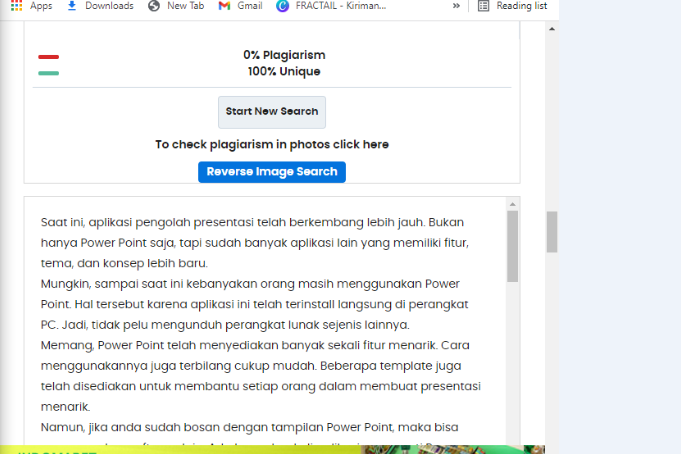 Apps Downloads New Tab Gmail FRACTAIL - Kiriman... » Reading list
0% Plagiarism
100% Unique
Start New Search
To check plagiarism in photos click here
Reverse Image Search
Saat ini, aplikasi pengolah presentasi telah berkembang lebih jauh. Bukan
hanya Power Point saja, tapi sudah banyak aplikasi lain yang memiliki fitur,
tema, dan konsep lebih baru.
Mungkin, sampai saat ini kebanyakan orang masih menggunakan Power
Point. Hal tersebut karena aplikasi ini telah terinstall langsung di perangkat
PC. Jadi, tidak pelu mengunduh perangkat lunak sejenis lainnya.
Memang, Power Point telah menyediakan banyak sekali fitur menarik. Cara
menggunakannya juga terbilang cukup mudah. Beberapa template juga
telah disediakan untuk membantu setiap orang dalam membuat presentasi
menarik.
Namun, jika anda sudah bosan dengan tampilan Power Point, maka bisa